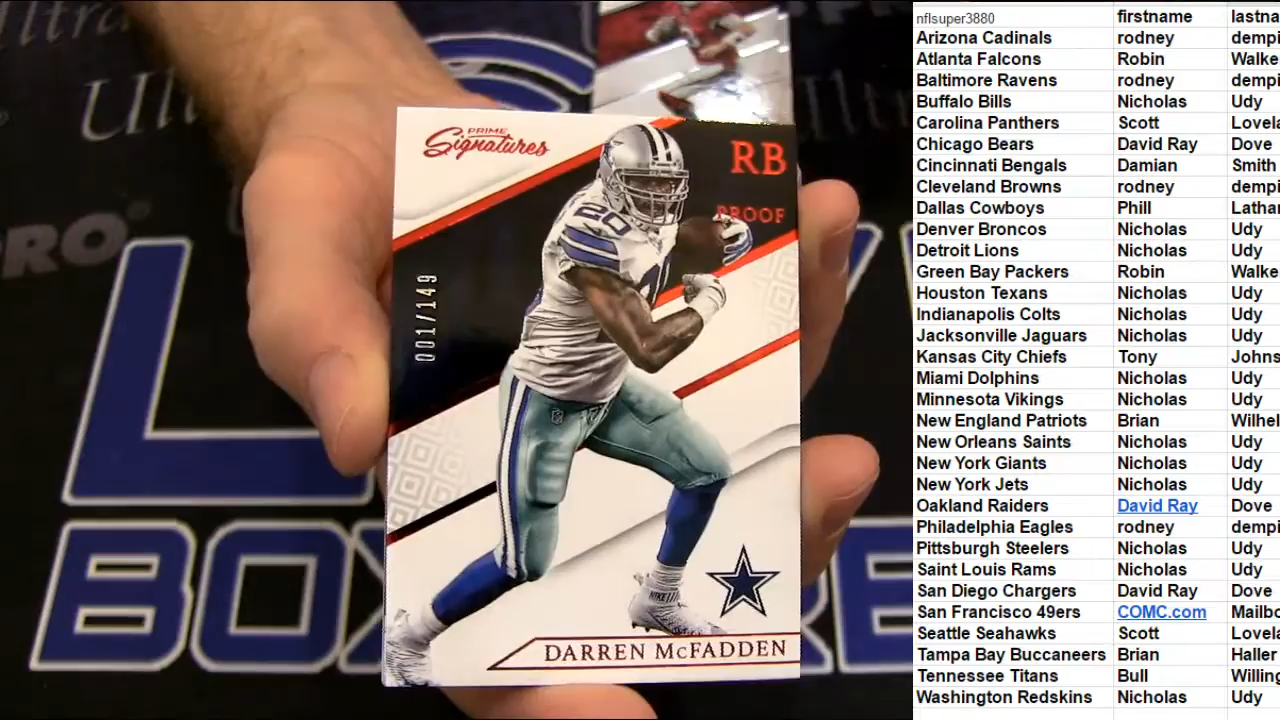 PRIME
Signatures
RB
PROOF
20
001/149
DARREN McFADDEN
PRO
BOX
nflsuper3880 firstname lastna
Arizona Cadinals rodney dempi
Atlanta Falcons Robin Walke
Baltimore Ravens rodney dempi
Buffalo Bills Nicholas Udy
Carolina Panthers Scott Lovela
Chicago Bears David Ray Dove
Cincinnati Bengals Damian Smith
Cleveland Browns rodney dempi
Dallas Cowboys Phill Lathar
Denver Broncos Nicholas Udy
Detroit Lions Nicholas Udy
Green Bay Packers Robin Walke
Houston Texans Nicholas Udy
Indianapolis Colts Nicholas Udy
Jacksonville Jaguars Nicholas Udy
Kansas City Chiefs Tony Johns
Miami Dolphins Nicholas Udy
Minnesota Vikings Nicholas Udy
New England Patriots Brian Wilhel
New Orleans Saints Nicholas Udy
New York Giants Nicholas Udy
New York Jets Nicholas Udy
Oakland Raiders David Ray Dove
Philadelphia Eagles rodney dempi
Pittsburgh Steelers Nicholas Udy
Saint Louis Rams Nicholas Udy
San Diego Chargers David Ray Dove
San Francisco 49ers COMC.com Mailbo
Seattle Seahawks Scott Lovela
Tampa Bay Buccaneers Brian Haller
Tennessee Titans Bull Willing
Washington Redskins Nicholas Udy